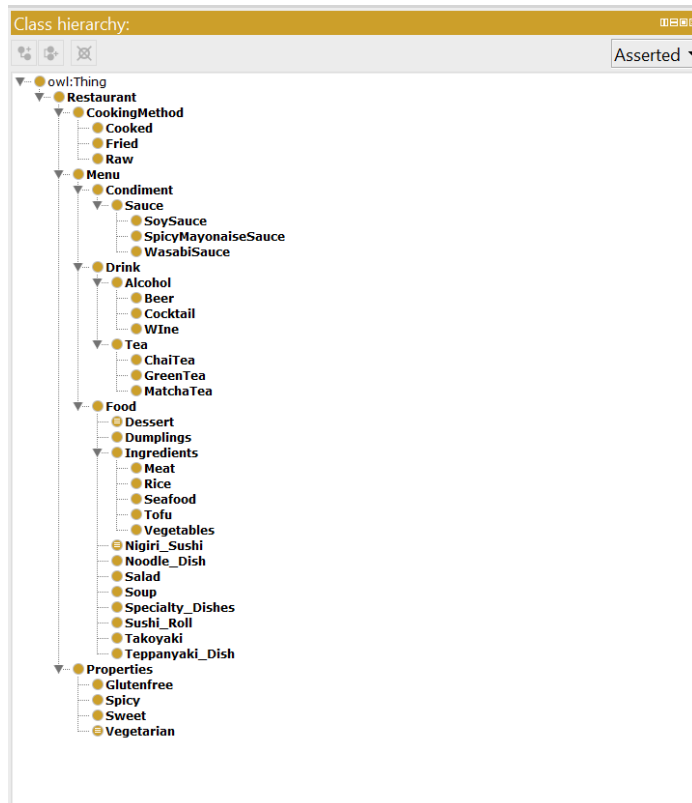 Class hierarchy:
Asserted
owl:Thing
Restaurant
CookingMethod
Cooked
Fried
Raw
Menu
Condiment
Sauce
SoySauce
SpicyMayonaiseSauce
WasabiSauce
Drink
Alcohol
Beer
Cocktail
WIne
Tea
ChaiTea
GreenTea
MatchaTea
Food
Dessert
Dumplings
Ingredients
Meat
Rice
Seafood
Tofu
Vegetables
Nigiri_Sushi
Noodle_Dish
Salad
Soup
Specialty_Dishes
Sushi_Roll
Takoyaki
Teppanyaki_Dish
Properties
Glutenfree
Spicy
Sweet
Vegetarian